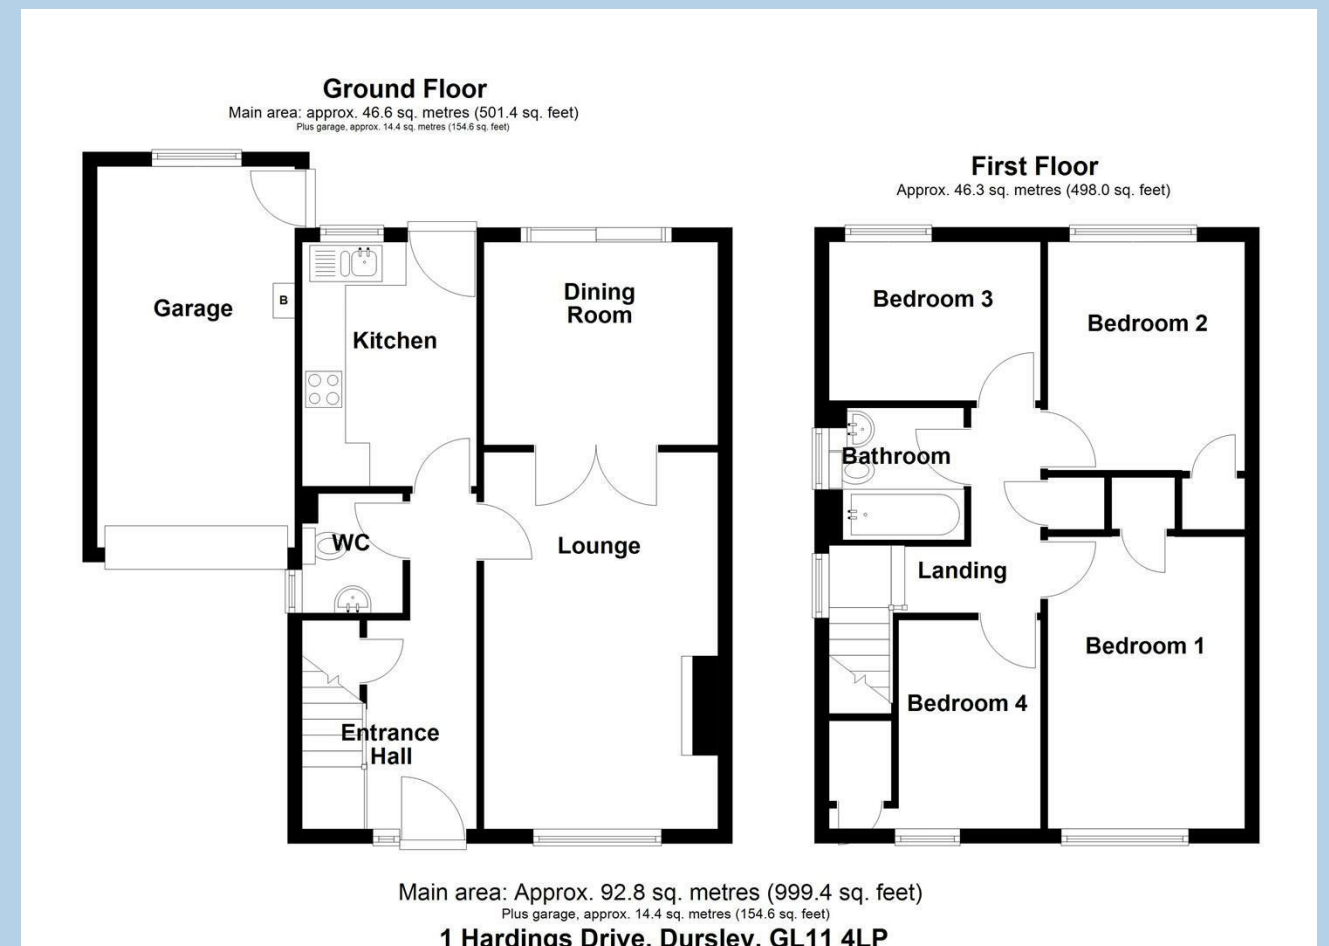 Ground Floor
Main area: approx. 46.6 sq. metres (501.4 sq. feet)
Plus garage, approx. 14.4 sq. metres (154.6 sq. feet)
First Floor
Approx. 46.3 sq. metres (498.0 sq. feet)
Garage
B
Kitchen
Dining
Room
WC
Lounge
Entrance
Hall
Bedroom 3
Bedroom 2
Bathroom
Landing
Bedroom 1
Bedroom 4
Main area: Approx. 92.8 sq. metres (999.4 sq. feet)
Plus garage, approx. 14.4 sq. metres (154.6 sq. feet)
1 Hardings Drive, Dursley, GL11 4LP